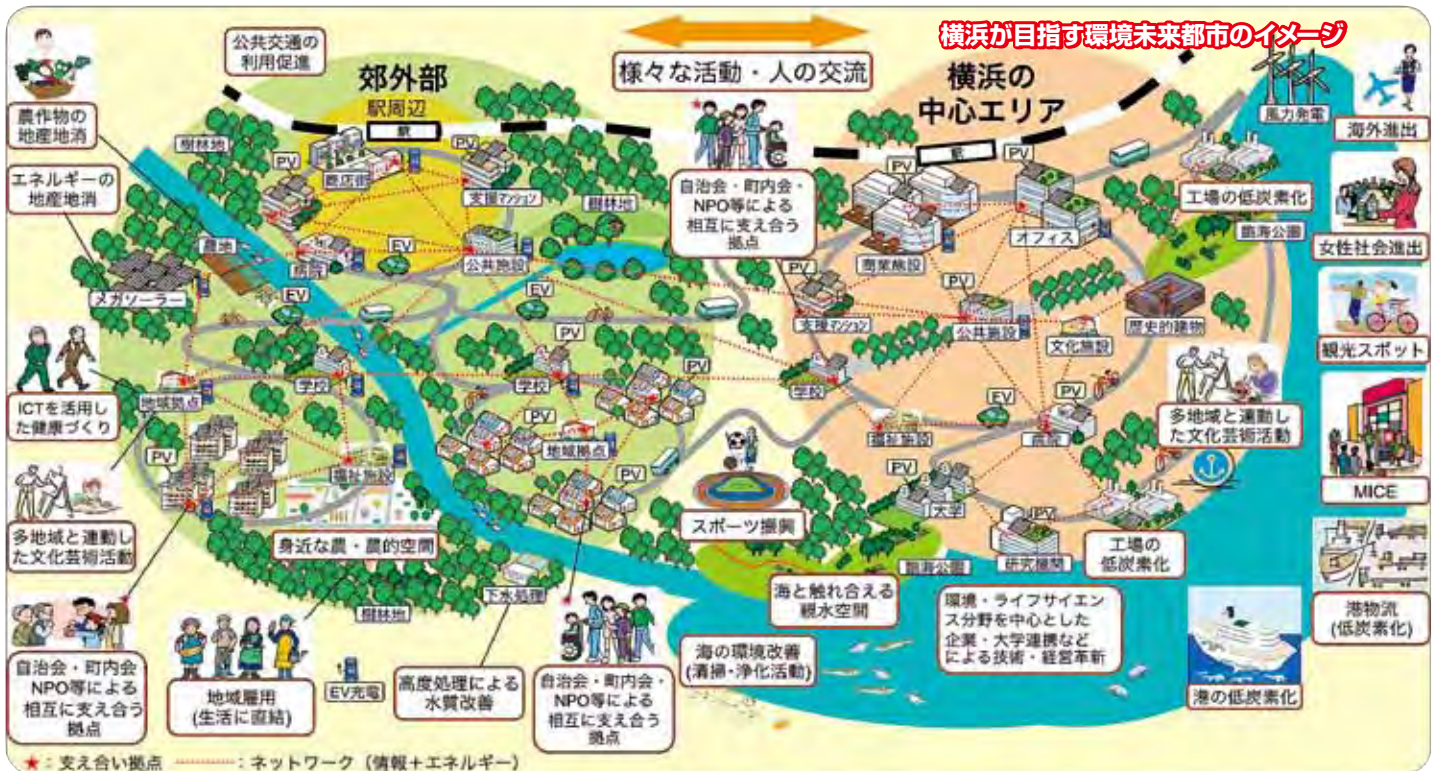 横浜が目指す環境未来都市のイメージ
公共交通の
利用促進
郊外部
駅周辺
駅
様々な活動・人の交流
横浜の
中心エリア
駅
風力発電
海外進出
農作物の
地産地消
樹林地
PV
商店街
PV
支援マンション
樹林地
自治会・町内会・
NPO等による
相互に支え合う
拠点
PV
PV
工場の低炭素化
臨海公園
女性社会進出
エネルギーの
地産地消
農地
病院
EV
公共施設
商業施設
オフィス
メガソーラー
EV
EV
PV
支援マンション
PV
公共施設
文化施設
歴史的建物
観光スポット
ICTを活用し
た健康づくり
地域拠点
PV
学校
PV
学校
PV
PV
学校
PV
福祉施設
EV
PV
病院
多地域と連動し
た文化芸術活動
MICE
PV
福祉施設
PV
地域拠点
PV
多地域と連動し
た文化芸術活動
身近な農・農的空間
スポーツ振興
PV
大学
PV
研究機関
工場の
低炭素化
臨海公園
下水処理
樹林地
海と触れ合える
親水空間
環境・ライフサイエン
ス分野を中心とした
企業・大学連携など
による技術・経営革新
港物流
(低炭素化)
自治会・町内会
NPO等による
相互に支え合う
拠点
地域雇用
(生活に直結)
EV充電
高度処理による
水質改善
自治会・町内会・
NPO等による
相互に支え合う
拠点
海の環境改善
(清掃・浄化活動)
港の低炭素化
★：支え合い拠点 ………：ネットワーク（情報＋エネルギー）